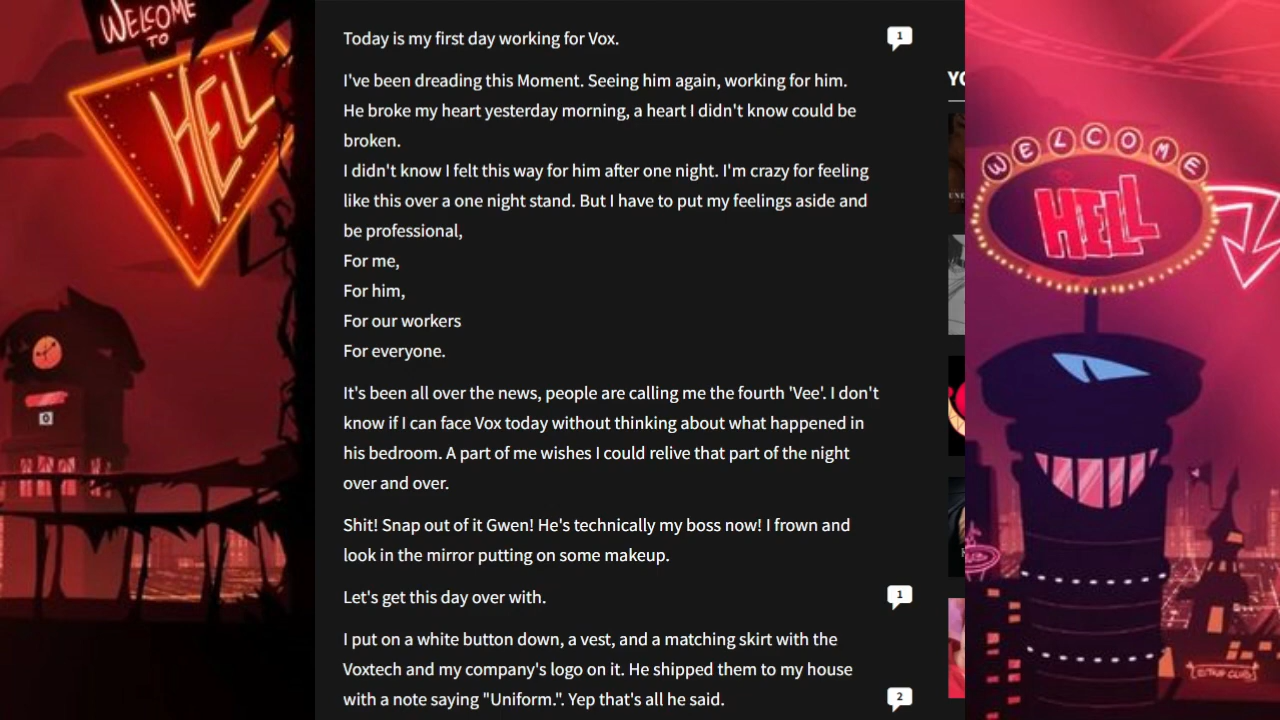 WELCOME
TO
HELL
Today is my first day working for Vox.
1
I've been dreading this Moment. Seeing him again, working for him.
He broke my heart yesterday morning, a heart I didn't know could be
broken.
I didn't know I felt this way for him after one night. I'm crazy for feeling
like this over a one night stand. But I have to put my feelings aside and
be professional,
For me,
For him,
For our workers
For everyone.
It's been all over the news, people are calling me the fourth 'Vee'. I don't
know if I can face Vox today without thinking about what happened in
his bedroom. A part of me wishes I could relive that part of the night
over and over.
Shit! Snap out of it Gwen! He's technically my boss now! I frown and
look in the mirror putting on some makeup.
Let's get this day over with.
1
I put on a white button down, a vest, and a matching skirt with the
Voxtech and my company's logo on it. He shipped them to my house
with a note saying "Uniform.". Yep that's all he said.
2
YO
WELCOME
HELL